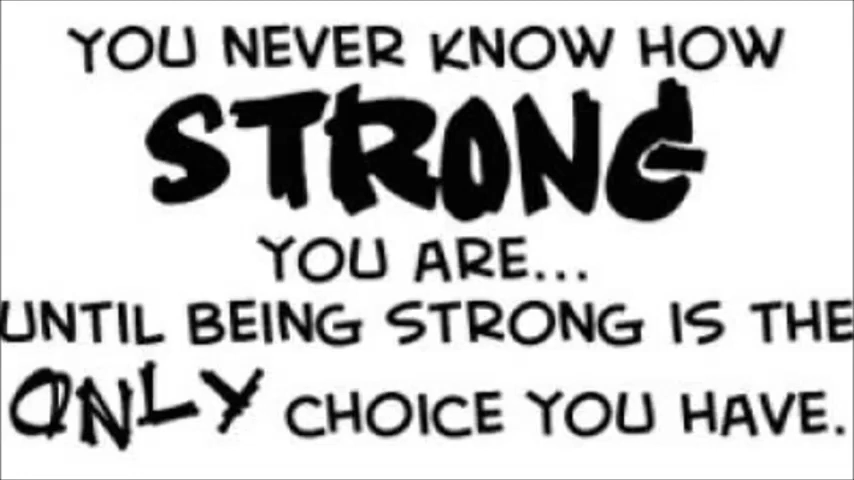 YOU NEVER KNOW HOW
STRONG
YOU ARE...
UNTIL BEING STRONG IS THE
ONLY CHOICE YOU HAVE.